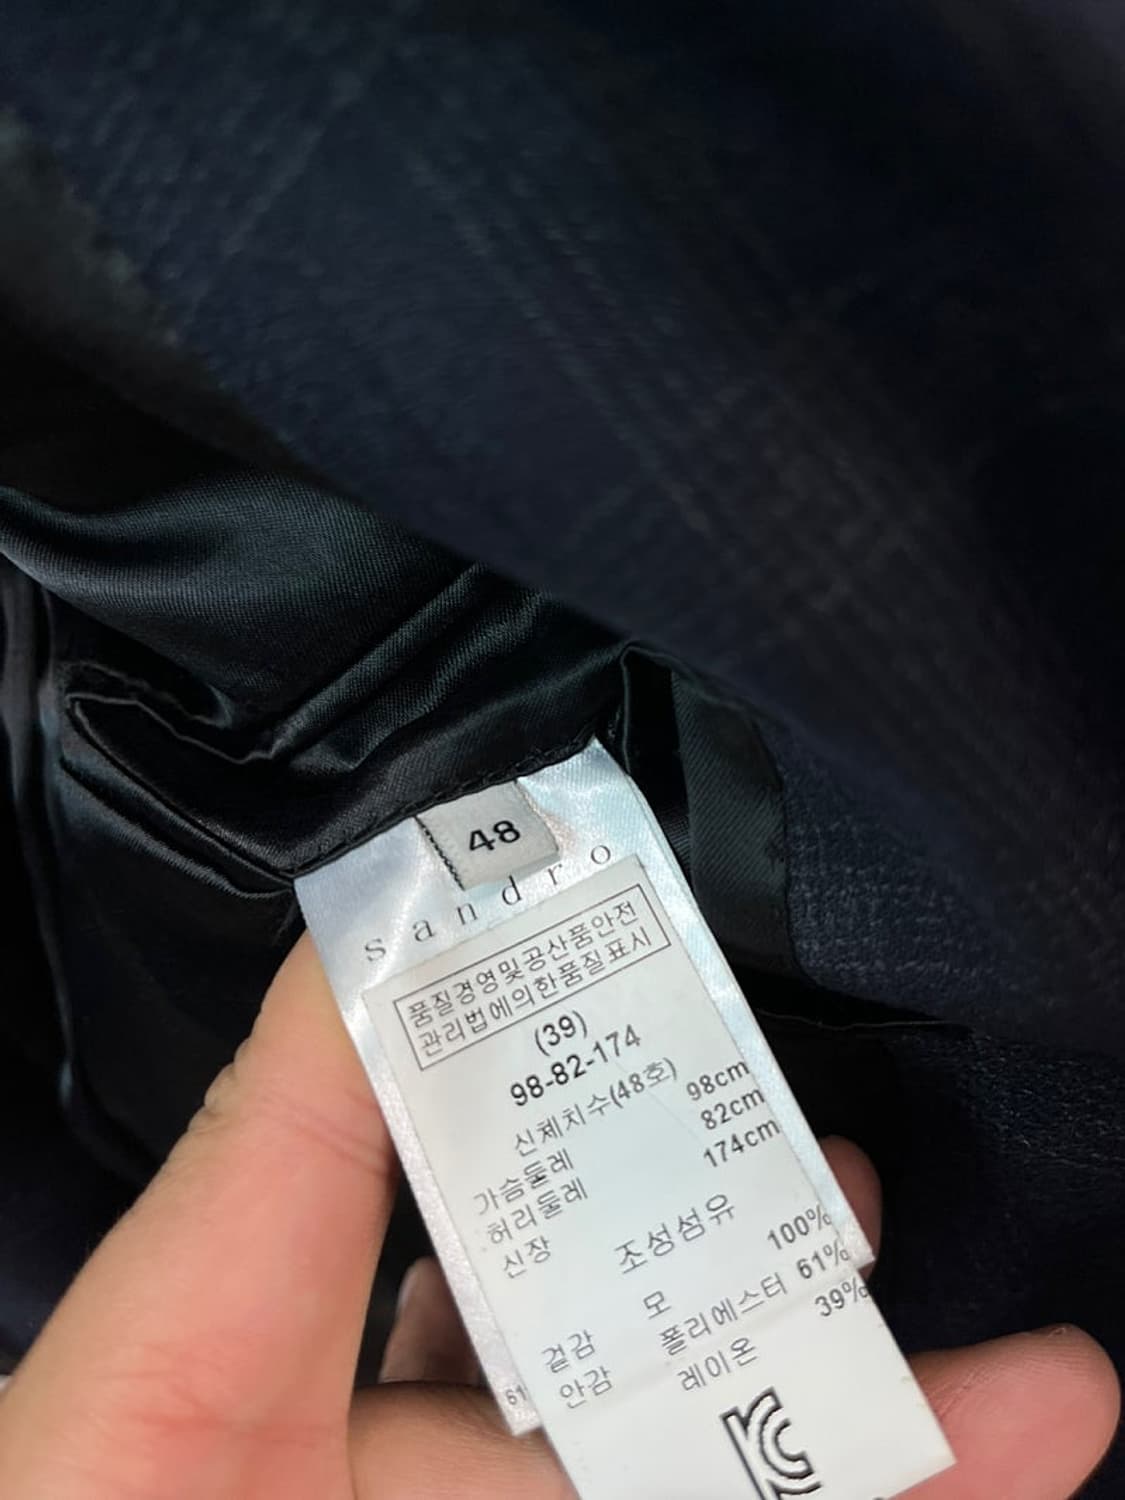 48
sandro
품질경영및공산품안전
관리법에의한품질표시
(39)
98-82-174
신체치수(48호)
가슴둘레 98cm
허리둘레 82cm
신장 174cm
조성섬유
겉감 모 100%
안감 폴리에스터 61%
레이온 39%
61
KC